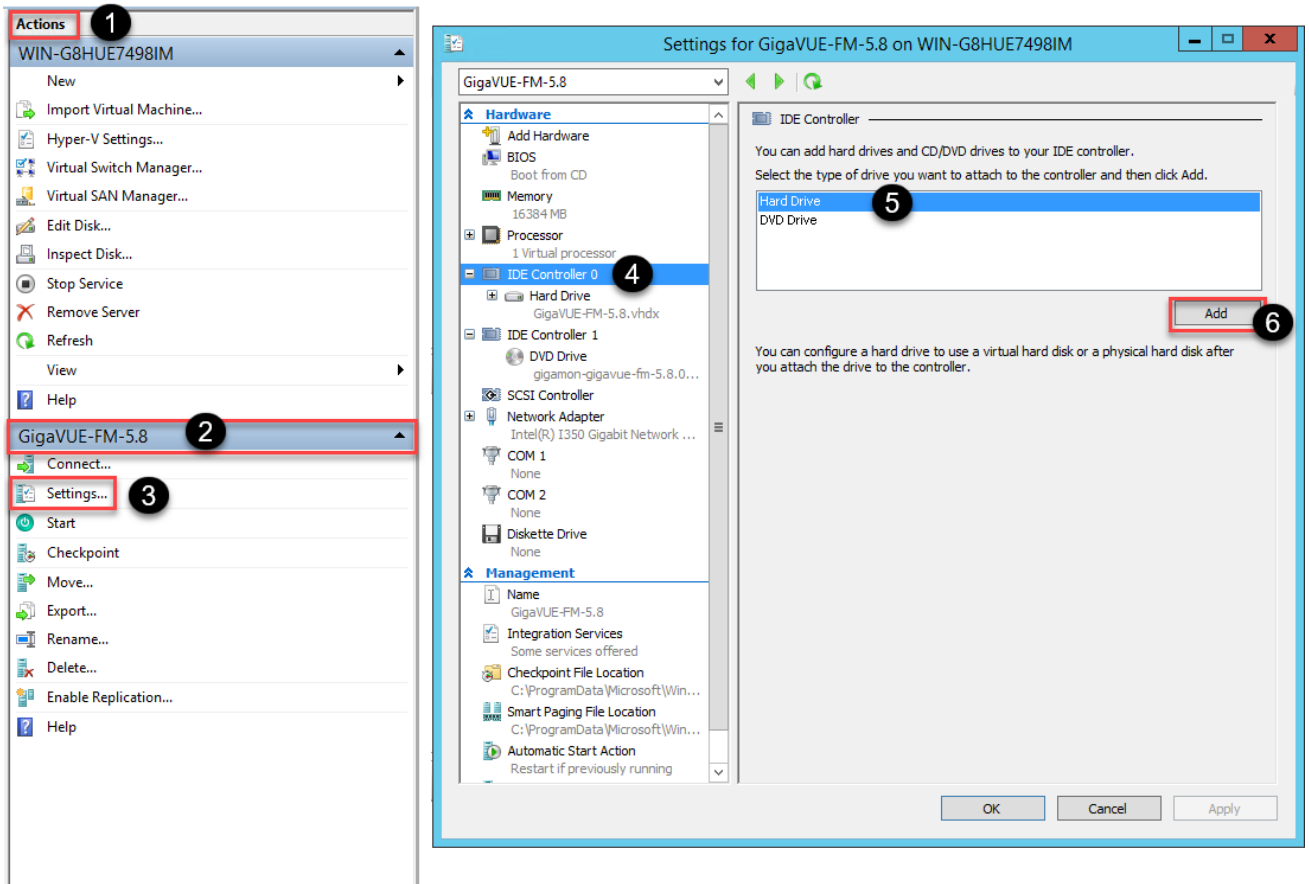 Actions 1
WIN-G8HUE7498IM
New
Import Virtual Machine...
Hyper-V Settings...
Virtual Switch Manager...
Virtual SAN Manager...
Edit Disk...
Inspect Disk...
Stop Service
Remove Server
Refresh
View
Help
GigaVUE-FM-5.8 2
Connect...
Settings... 3
Start
Checkpoint
Move...
Export...
Rename...
Delete...
Enable Replication...
Help
Settings for GigaVUE-FM-5.8 on WIN-G8HUE7498IM
GigaVUE-FM-5.8
Hardware
Add Hardware
BIOS
Boot from CD
Memory
16384 MB
Processor
1 Virtual processor
IDE Controller 0 4
Hard Drive
GigaVUE-FM-5.8.vhdx
IDE Controller 1
DVD Drive
gigamon-gigavue-fm-5.8.0...
SCSI Controller
Network Adapter
Intel(R) I350 Gigabit Network ...
COM 1
None
COM 2
None
Diskette Drive
None
Management
Name
GigaVUE-FM-5.8
Integration Services
Some services offered
Checkpoint File Location
C:\ProgramData\Microsoft\Win...
Smart Paging File Location
C:\ProgramData\Microsoft\Win...
Automatic Start Action
Restart if previously running
IDE Controller
You can add hard drives and CD/DVD drives to your IDE controller.
Select the type of drive you want to attach to the controller and then click Add.
Hard Drive 5
DVD Drive
Add 6
You can configure a hard drive to use a virtual hard disk or a physical hard disk after
you attach the drive to the controller.
OK Cancel Apply